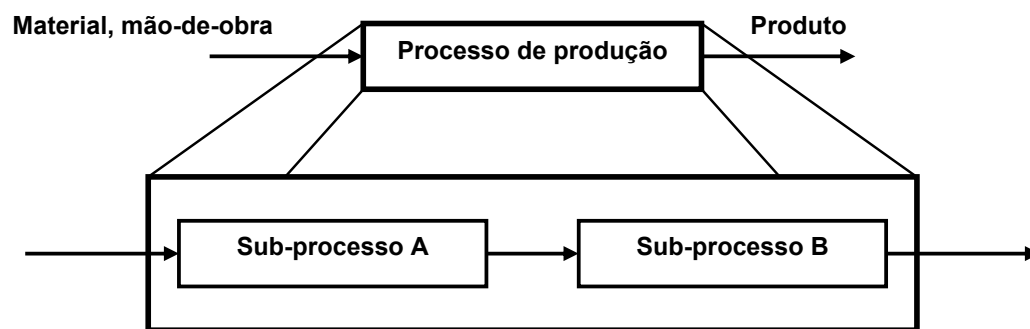 Material, mão-de-obra
Produto
Processo de produção
Sub-processo A
Sub-processo B